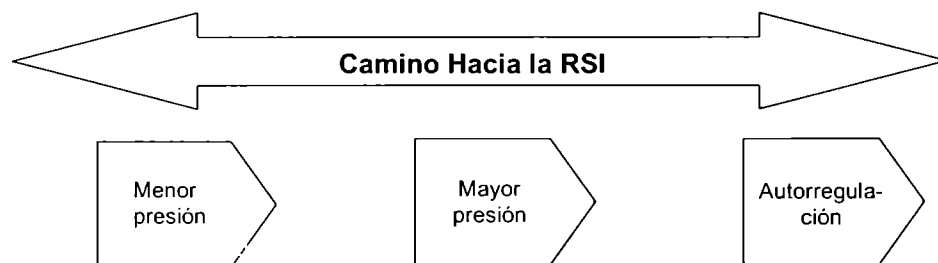 Camino Hacia la RSI
Menor
presión
Mayor
presión
Autorregula-
ción